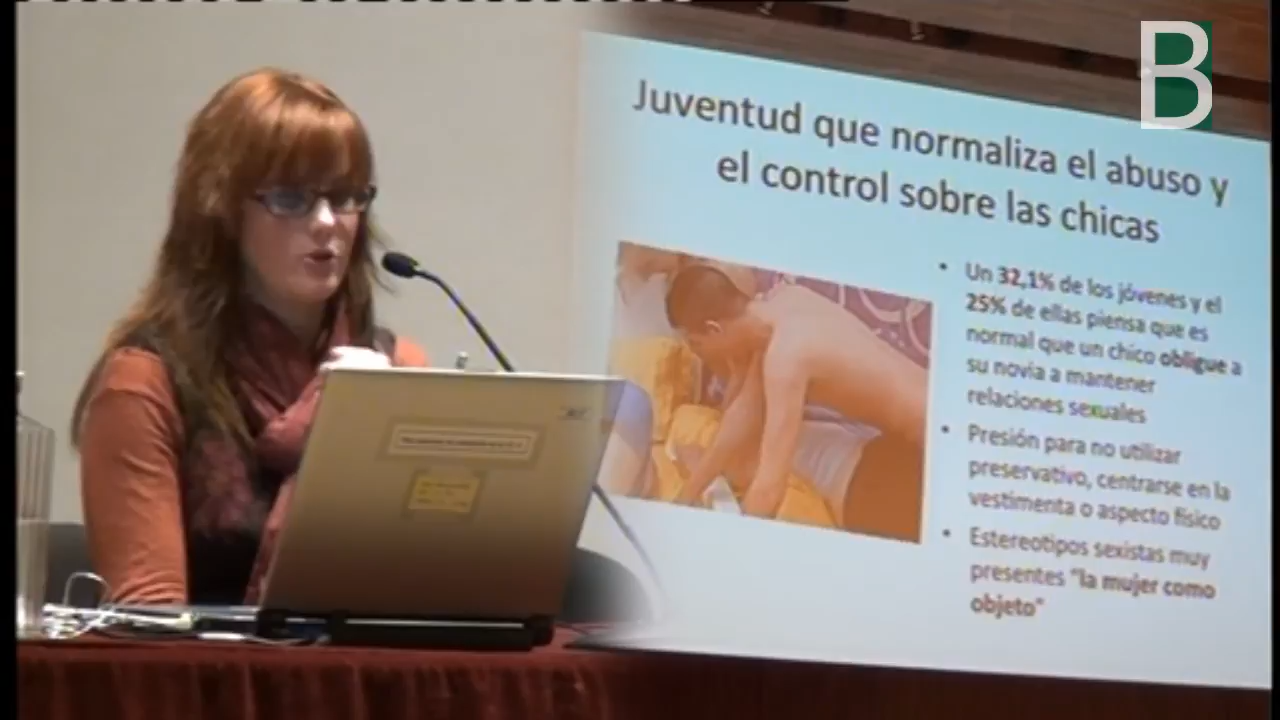 B
Juventud que normaliza el abuso y
el control sobre las chicas
• Un 32,1% de los jóvenes y el
25% de ellas piensa que es
normal que un chico obligue a
su novia a mantener
relaciones sexuales
• Presión para no utilizar
preservativo, centrarse en la
vestimenta o aspecto físico
• Estereotipos sexistas muy
presentes "la mujer como
objeto"